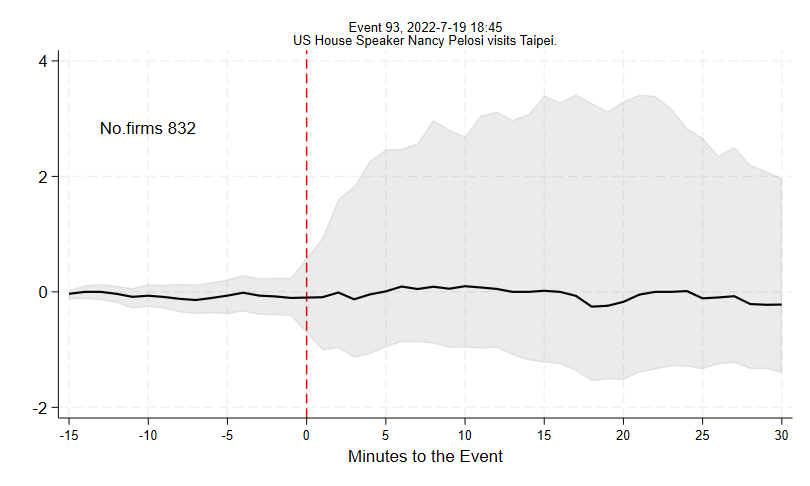 Event 93, 2022-7-19 18:45
US House Speaker Nancy Pelosi visits Taipei.
4
No.firms 832
2
0
-2
-15 -10 -5 0 5 10 15 20 25 30
Minutes to the Event